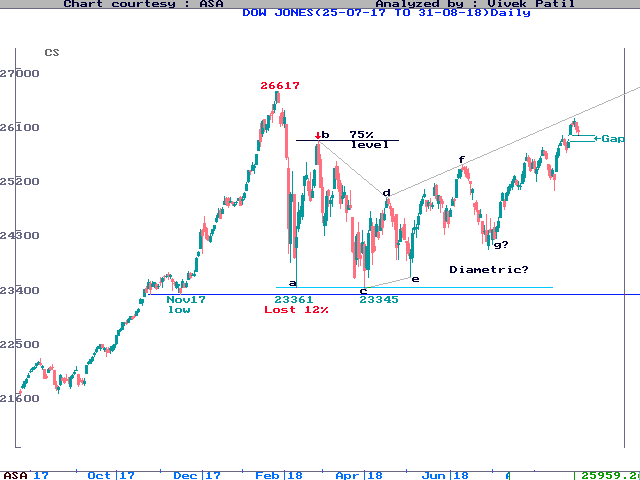 Chart courtesy : ASA Analyzed by : Vivek Patil
DOW JONES(25-07-17 TO 31-08-18)Daily
CS
27000
26617
26100
b 75%
level
←Gap
f
25200
d
24300
g?
Diametric?
a
e
23400
c
Nov17
low
23361
23345
Lost 12%
22500
21600
ASA 17 Oct|17 Dec|17 Feb|18 Apr|18 Jun|18